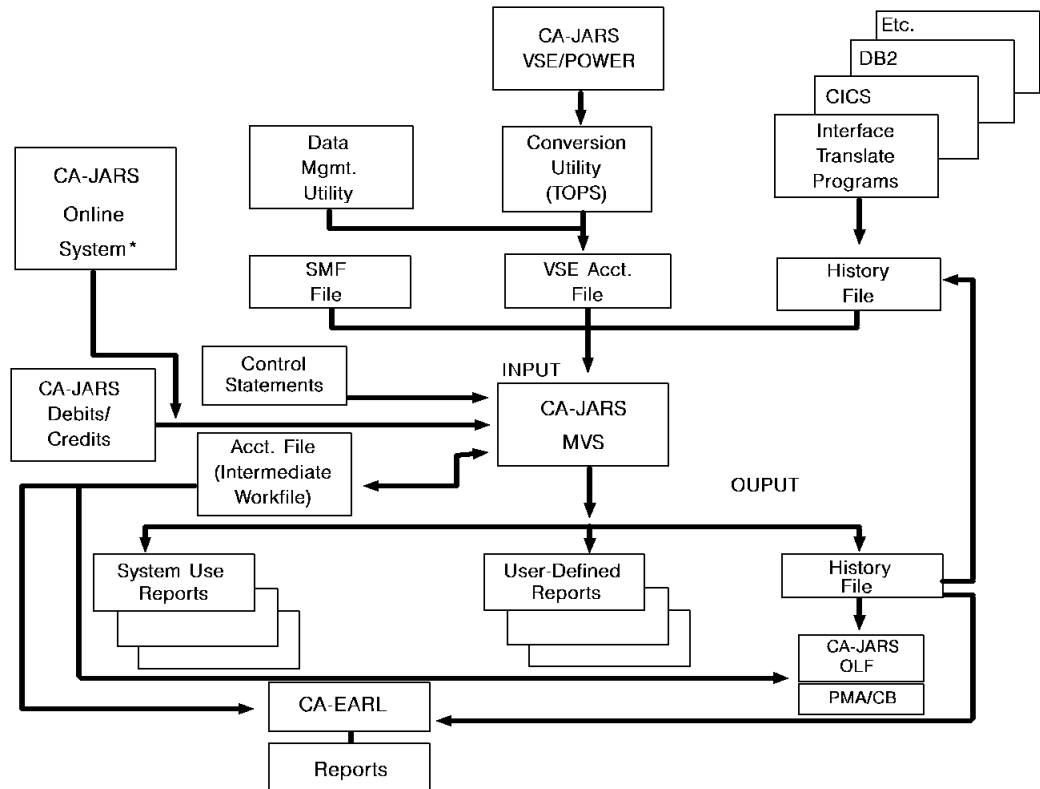 CA-JARS
VSE/POWER
Etc.
DB2
CICS
Interface
Translate
Programs
Data
Mgmt.
Utility
Conversion
Utility
(TOPS)
CA-JARS
Online
System*
SMF
File
VSE Acct.
File
History
File
Control
Statements
INPUT
CA-JARS
Debits/
Credits
CA-JARS
MVS
Acct. File
(Intermediate
Workfile)
OUPUT
System Use
Reports
User-Defined
Reports
History
File
CA-JARS
OLF
PMA/CB
CA-EARL
Reports